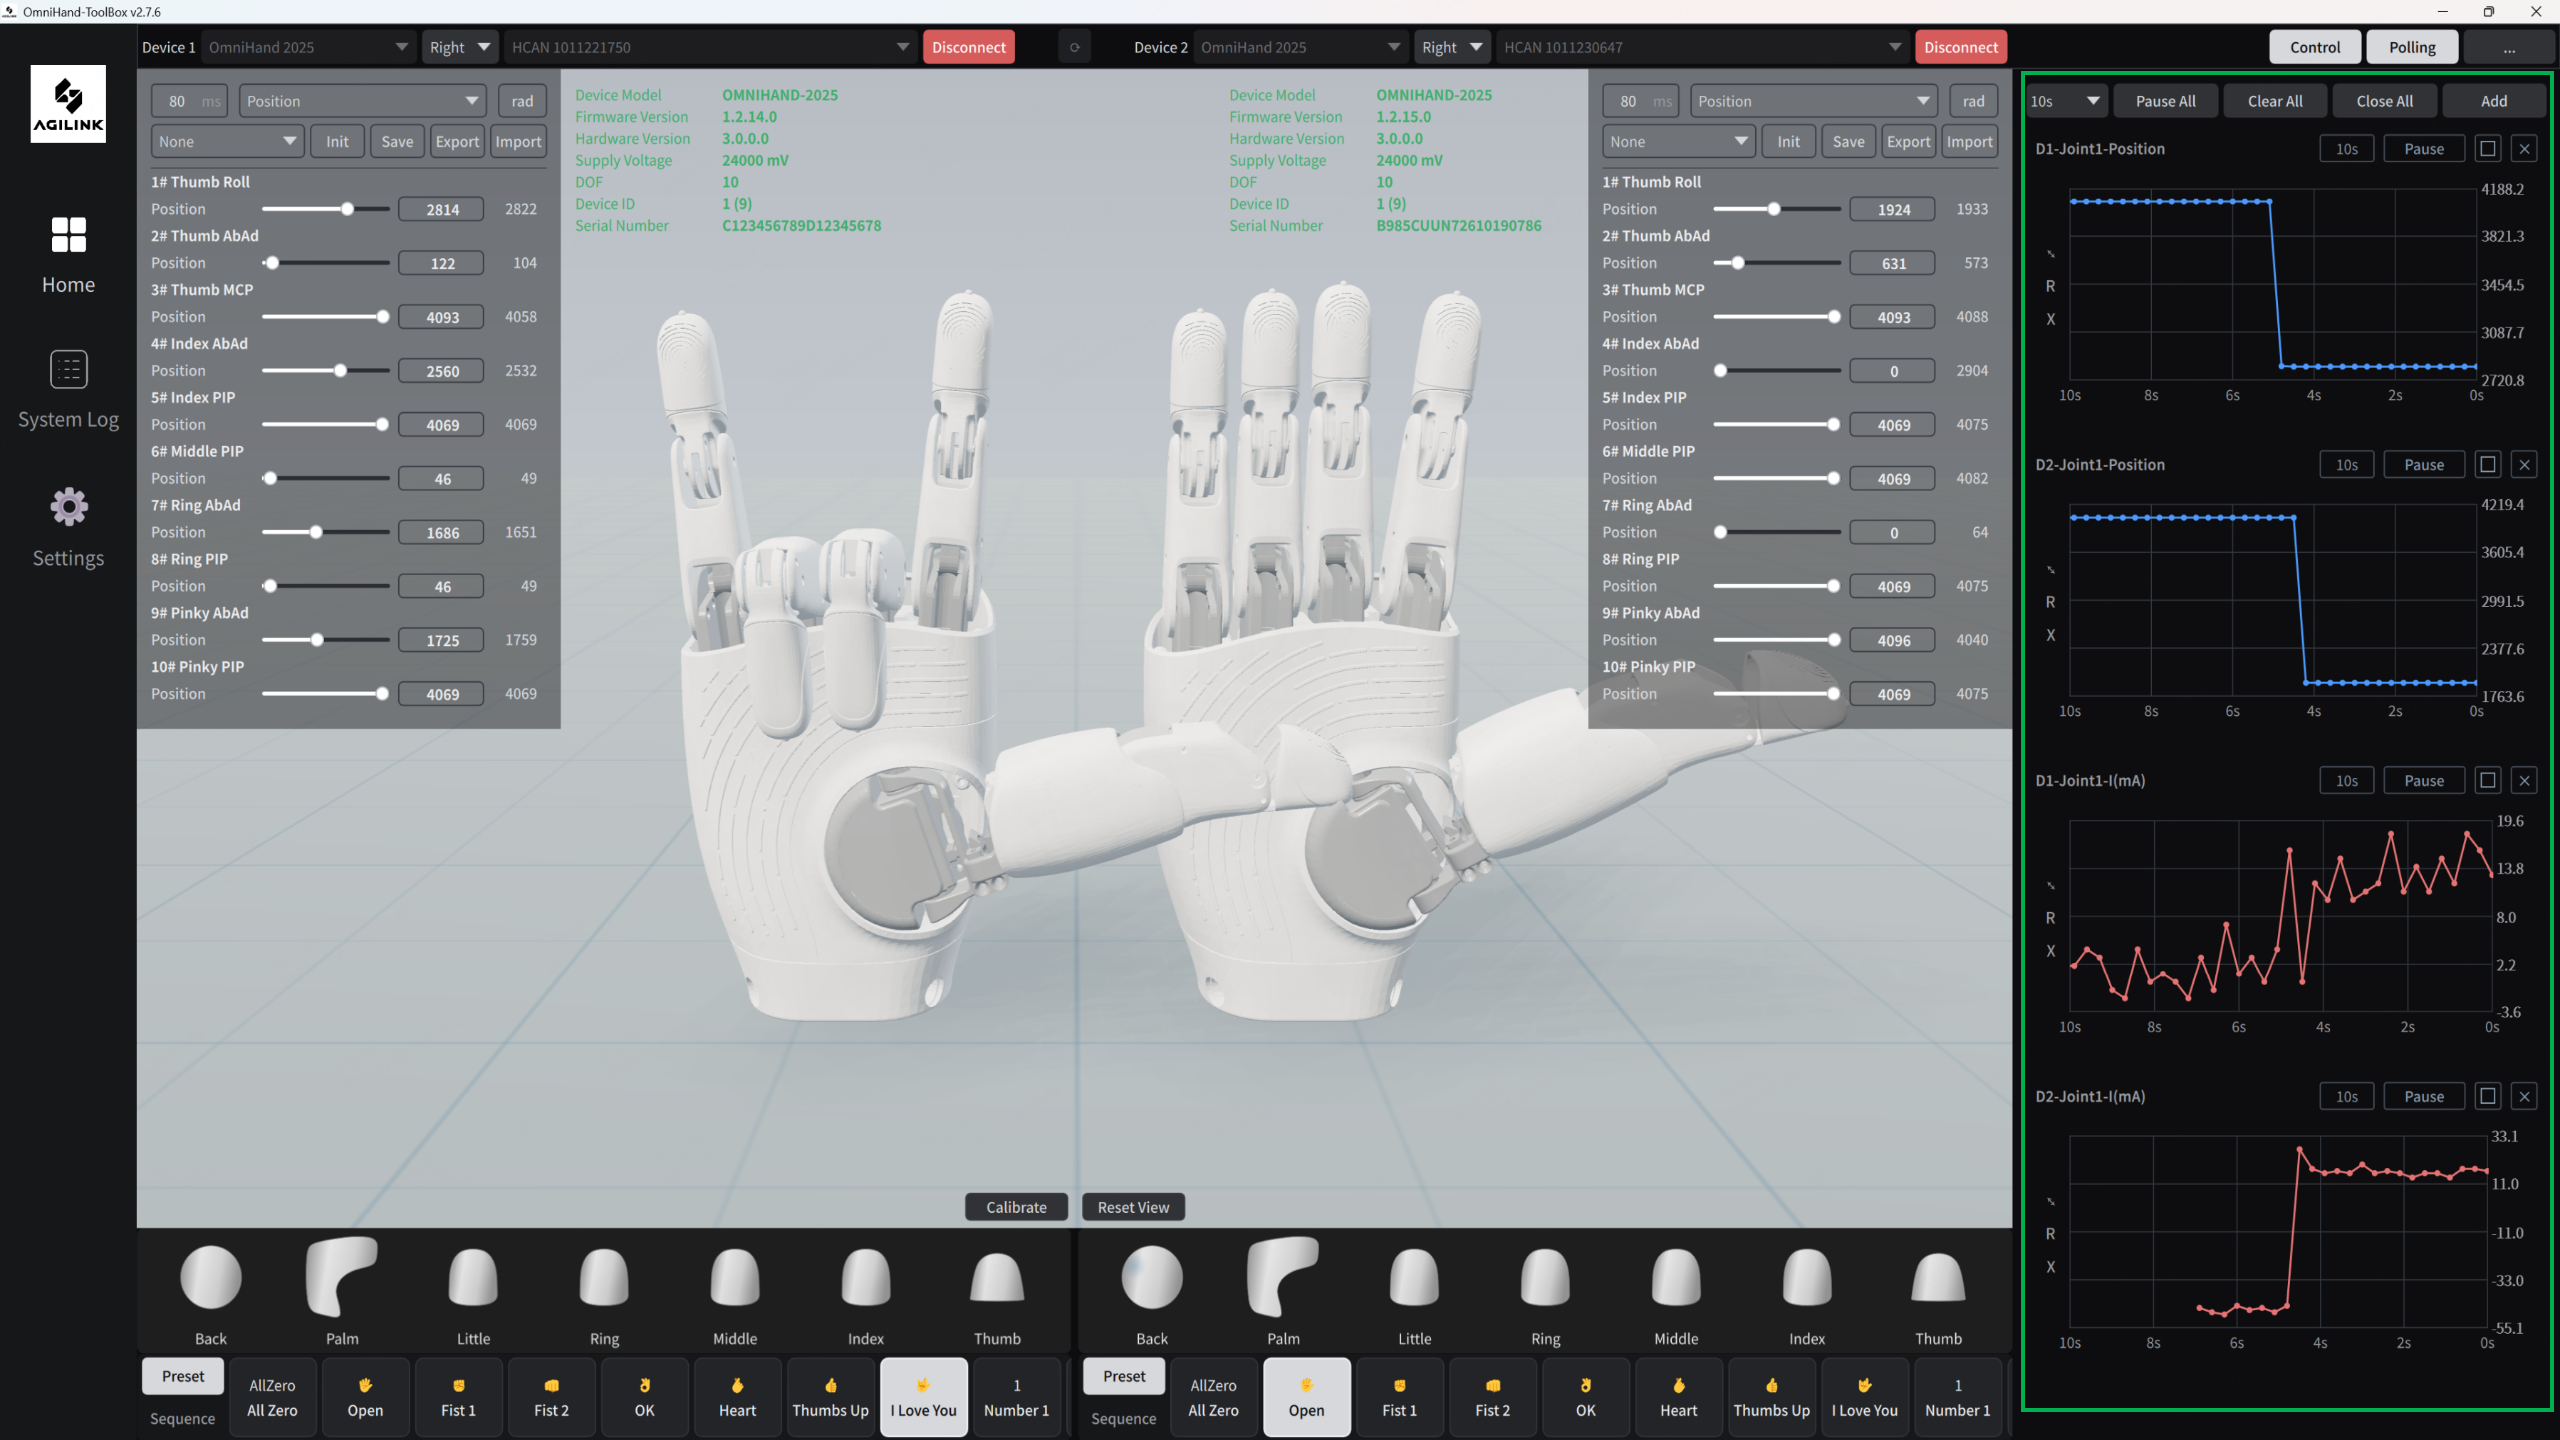 OmniHand-ToolBox v2.7.6
Device 1 OmniHand 2025 Right HCAN 1011221750 Disconnect Device 2 OmniHand 2025 Right HCAN 1011230647 Disconnect Control Polling ...
AGILINK
Home
System Log
Settings
80 ms Position rad
None Init Save Export Import
1# Thumb Roll
Position 2814 2822
2# Thumb AbAd
Position 122 104
3# Thumb MCP
Position 4093 4058
4# Index AbAd
Position 2560 2532
5# Index PIP
Position 4069 4069
6# Middle PIP
Position 46 49
7# Ring AbAd
Position 1686 1651
8# Ring PIP
Position 46 49
9# Pinky AbAd
Position 1725 1759
10# Pinky PIP
Position 4069 4069
Device Model OMNIHAND-2025
Firmware Version 1.2.14.0
Hardware Version 3.0.0.0
Supply Voltage 24000 mV
DOF 10
Device ID 1 (9)
Serial Number C123456789D12345678
Device Model OMNIHAND-2025
Firmware Version 1.2.15.0
Hardware Version 3.0.0.0
Supply Voltage 24000 mV
DOF 10
Device ID 1 (9)
Serial Number B985CUUN72610190786
80 ms Position rad
None Init Save Export Import
1# Thumb Roll
Position 1924 1933
2# Thumb AbAd
Position 631 573
3# Thumb MCP
Position 4093 4088
4# Index AbAd
Position 0 2904
5# Index PIP
Position 4069 4075
6# Middle PIP
Position 4069 4082
7# Ring AbAd
Position 0 64
8# Ring PIP
Position 4069 4075
9# Pinky AbAd
Position 4096 4040
10# Pinky PIP
Position 4069 4075
Calibrate Reset View
Back Palm Little Ring Middle Index Thumb
Preset
Sequence
AllZero
All Zero Open Fist 1 Fist 2 OK Heart Thumbs Up I Love You
1
Number 1
Back Palm Little Ring Middle Index Thumb
Preset
Sequence
AllZero
All Zero Open Fist 1 Fist 2 OK Heart Thumbs Up I Love You
1
Number 1
10s Pause All Clear All Close All Add
D1-Joint1-Position 10s Pause
4188.2
3821.3
R 3454.5
X
3087.7
2720.8
10s 8s 6s 4s 2s 0s
D2-Joint1-Position 10s Pause
4219.4
3605.4
R 2991.5
X
2377.6
1763.6
10s 8s 6s 4s 2s 0s
D1-Joint1-I(mA) 10s Pause
19.6
13.8
R 8.0
X
2.2
-3.6
10s 8s 6s 4s 2s 0s
D2-Joint1-I(mA) 10s Pause
33.1
11.0
R -11.0
X
-33.0
-55.1
10s 8s 6s 4s 2s 0s